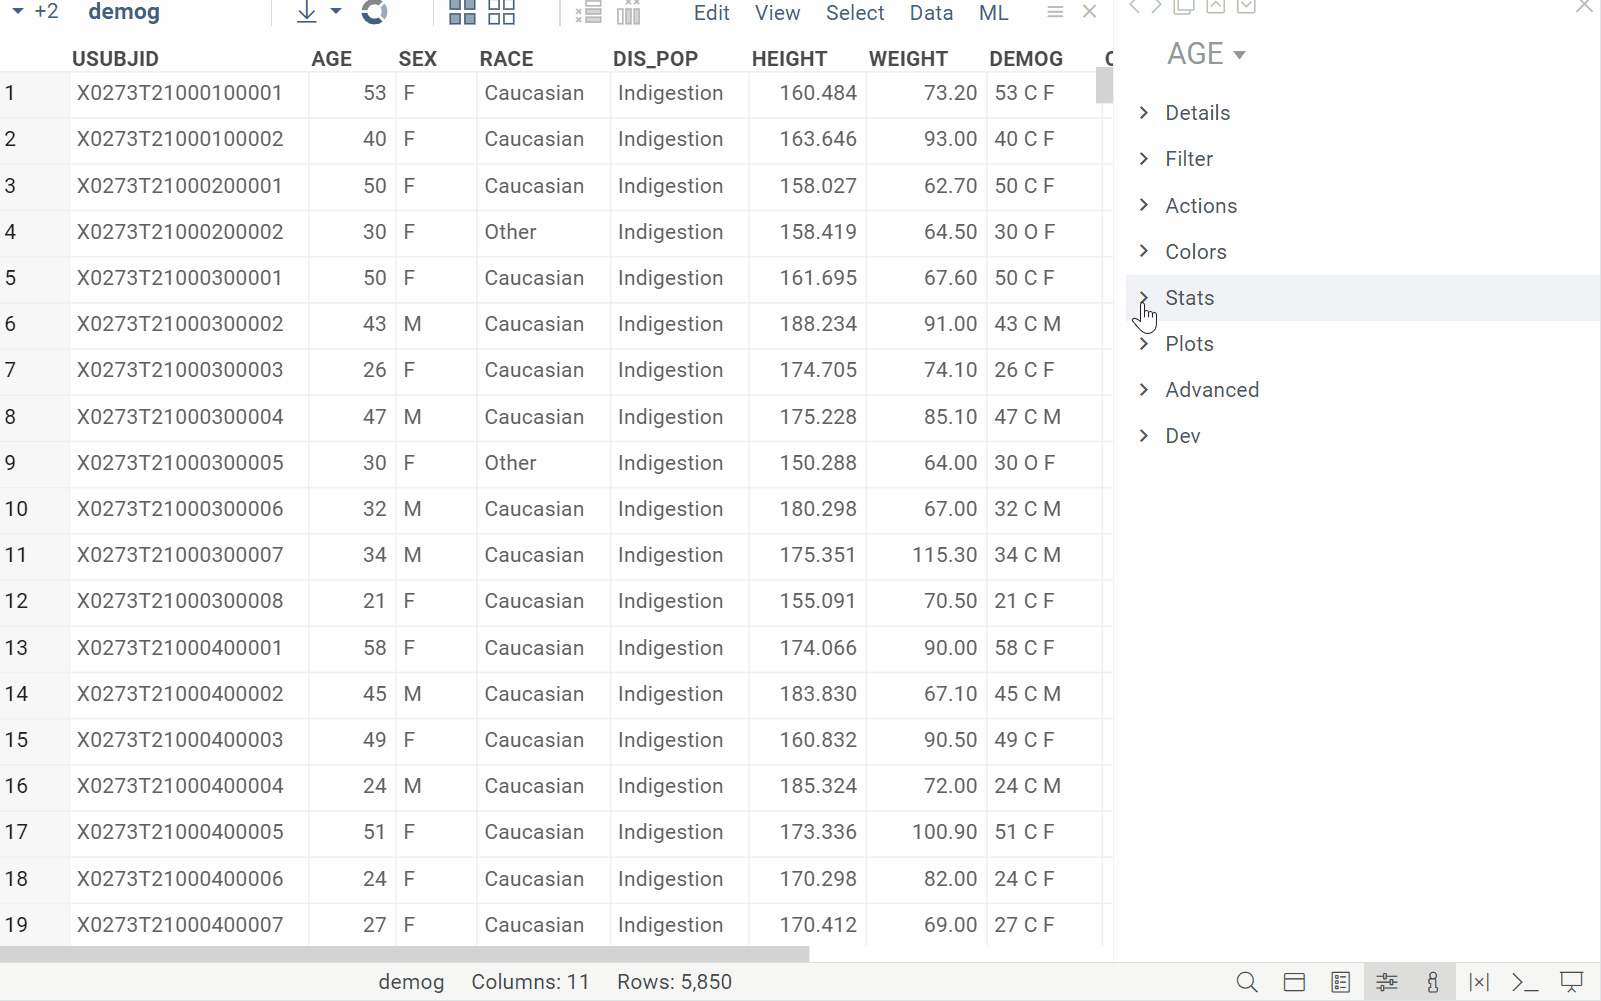 +2 demog Edit View Select Data ML
AGE
USUBJID AGE SEX RACE DIS_POP HEIGHT WEIGHT DEMOG
1 X0273T21000100001 53 F Caucasian Indigestion 160.484 73.20 53 C F
2 X0273T21000100002 40 F Caucasian Indigestion 163.646 93.00 40 C F
3 X0273T21000200001 50 F Caucasian Indigestion 158.027 62.70 50 C F
4 X0273T21000200002 30 F Other Indigestion 158.419 64.50 30 O F
5 X0273T21000300001 50 F Caucasian Indigestion 161.695 67.60 50 C F
6 X0273T21000300002 43 M Caucasian Indigestion 188.234 91.00 43 C M
7 X0273T21000300003 26 F Caucasian Indigestion 174.705 74.10 26 C F
8 X0273T21000300004 47 M Caucasian Indigestion 175.228 85.10 47 C M
9 X0273T21000300005 30 F Other Indigestion 150.288 64.00 30 O F
10 X0273T21000300006 32 M Caucasian Indigestion 180.298 67.00 32 C M
11 X0273T21000300007 34 M Caucasian Indigestion 175.351 115.30 34 C M
12 X0273T21000300008 21 F Caucasian Indigestion 155.091 70.50 21 C F
13 X0273T21000400001 58 F Caucasian Indigestion 174.066 90.00 58 C F
14 X0273T21000400002 45 M Caucasian Indigestion 183.830 67.10 45 C M
15 X0273T21000400003 49 F Caucasian Indigestion 160.832 90.50 49 C F
16 X0273T21000400004 24 M Caucasian Indigestion 185.324 72.00 24 C M
17 X0273T21000400005 51 F Caucasian Indigestion 173.336 100.90 51 C F
18 X0273T21000400006 24 F Caucasian Indigestion 170.298 82.00 24 C F
19 X0273T21000400007 27 F Caucasian Indigestion 170.412 69.00 27 C F
Details
Filter
Actions
Colors
Stats
Plots
Advanced
Dev
demog Columns: 11 Rows: 5,850